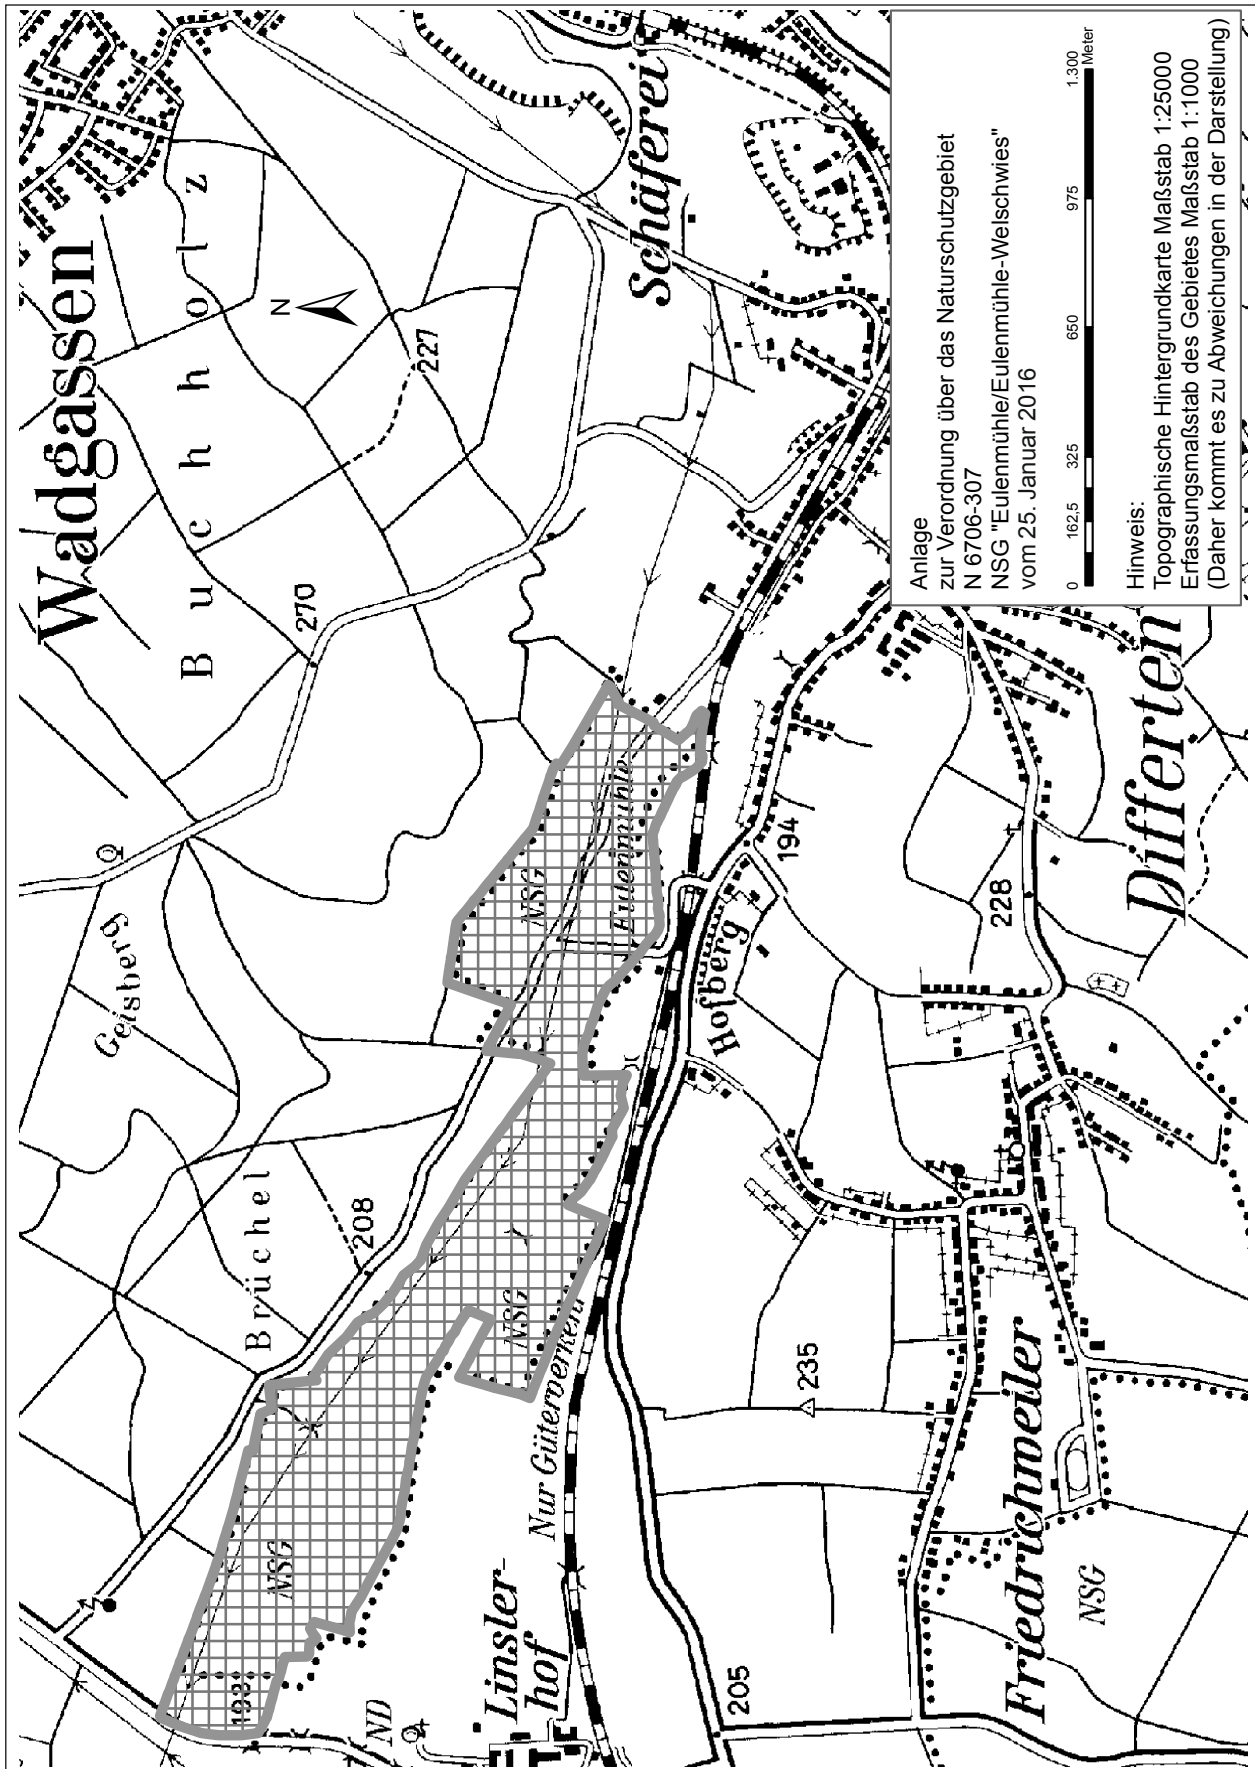 Wadgassen
Buchholz
N
227
270
Geisberg
Brüchel
208
Schäferei
NSG
Eulenmühle
NSG
NSG
Nur Güterverkehr
Hofberg
194
Linsler-
hof
ND
205
235
228
Differten
Friedrichweiler
NSG
Anlage
zur Verordnung über das Naturschutzgebiet
N 6706-307
NSG "Eulenmühle/Eulenmühle-Welschwies"
vom 25. Januar 2016
0 162,5 325 650 975 1.300
Meter
Hinweis:
Topographische Hintergrundkarte Maßstab 1:25000
Erfassungsmaßstab des Gebietes Maßstab 1:1000
(Daher kommt es zu Abweichungen in der Darstellung)